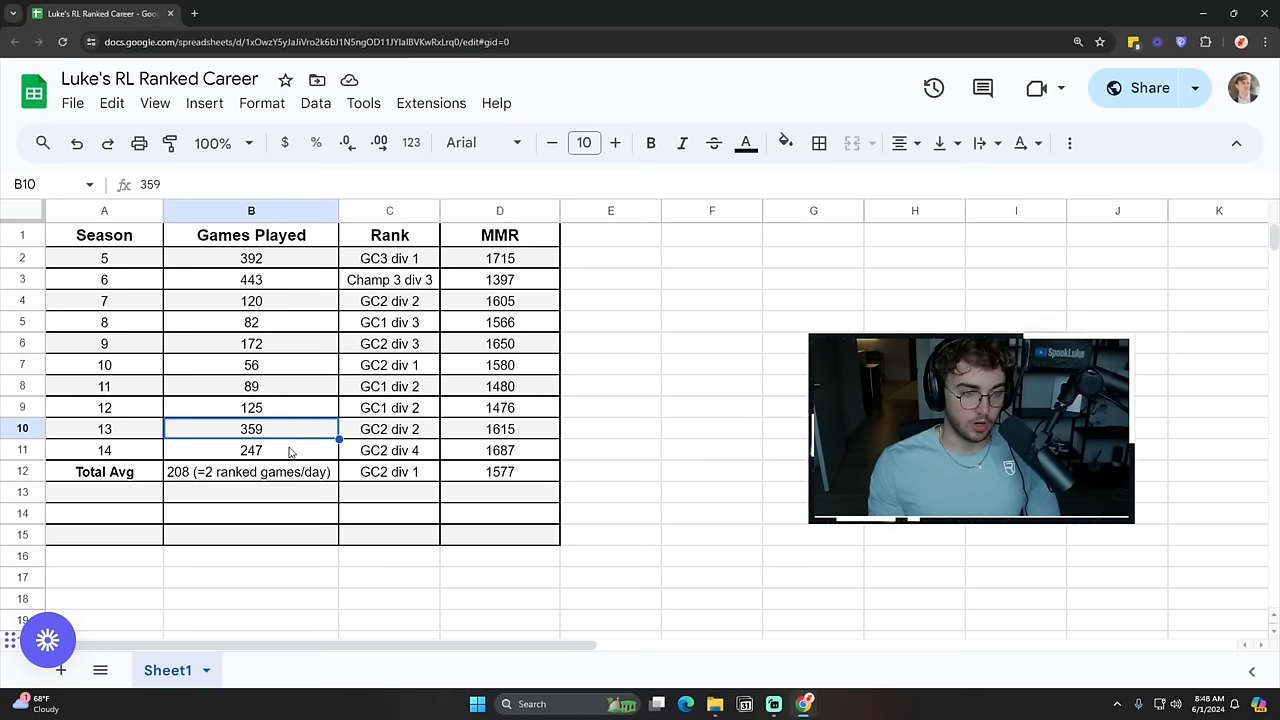 Luke's RL Ranked Career - Goo
docs.google.com/spreadsheets/d/1xOwzY5yJaJiVro2k6bJ1N5ngOD11JYIalBVKwRxLrq0/edit#gid=0
Luke's RL Ranked Career
File Edit View Insert Format Data Tools Extensions Help
Share
100% $ % .0 .00 123 Arial 10 B I S A
B10 fx 359
A B C D E F G H I J K
1 Season Games Played Rank MMR
2 5 392 GC3 div 1 1715
3 6 443 Champ 3 div 3 1397
4 7 120 GC2 div 2 1605
5 8 82 GC1 div 3 1566
6 9 172 GC2 div 3 1650
7 10 56 GC2 div 1 1580
8 11 89 GC1 div 2 1480
9 12 125 GC1 div 2 1476
10 13 359 GC2 div 2 1615
11 14 247 GC2 div 4 1687
12 Total Avg 208 (=2 ranked games/day) GC2 div 1 1577
13
14
15
16
17
18
19
SpookLuke
Sheet1
1
68°F
Cloudy
Search
8:48 AM
6/1/2024